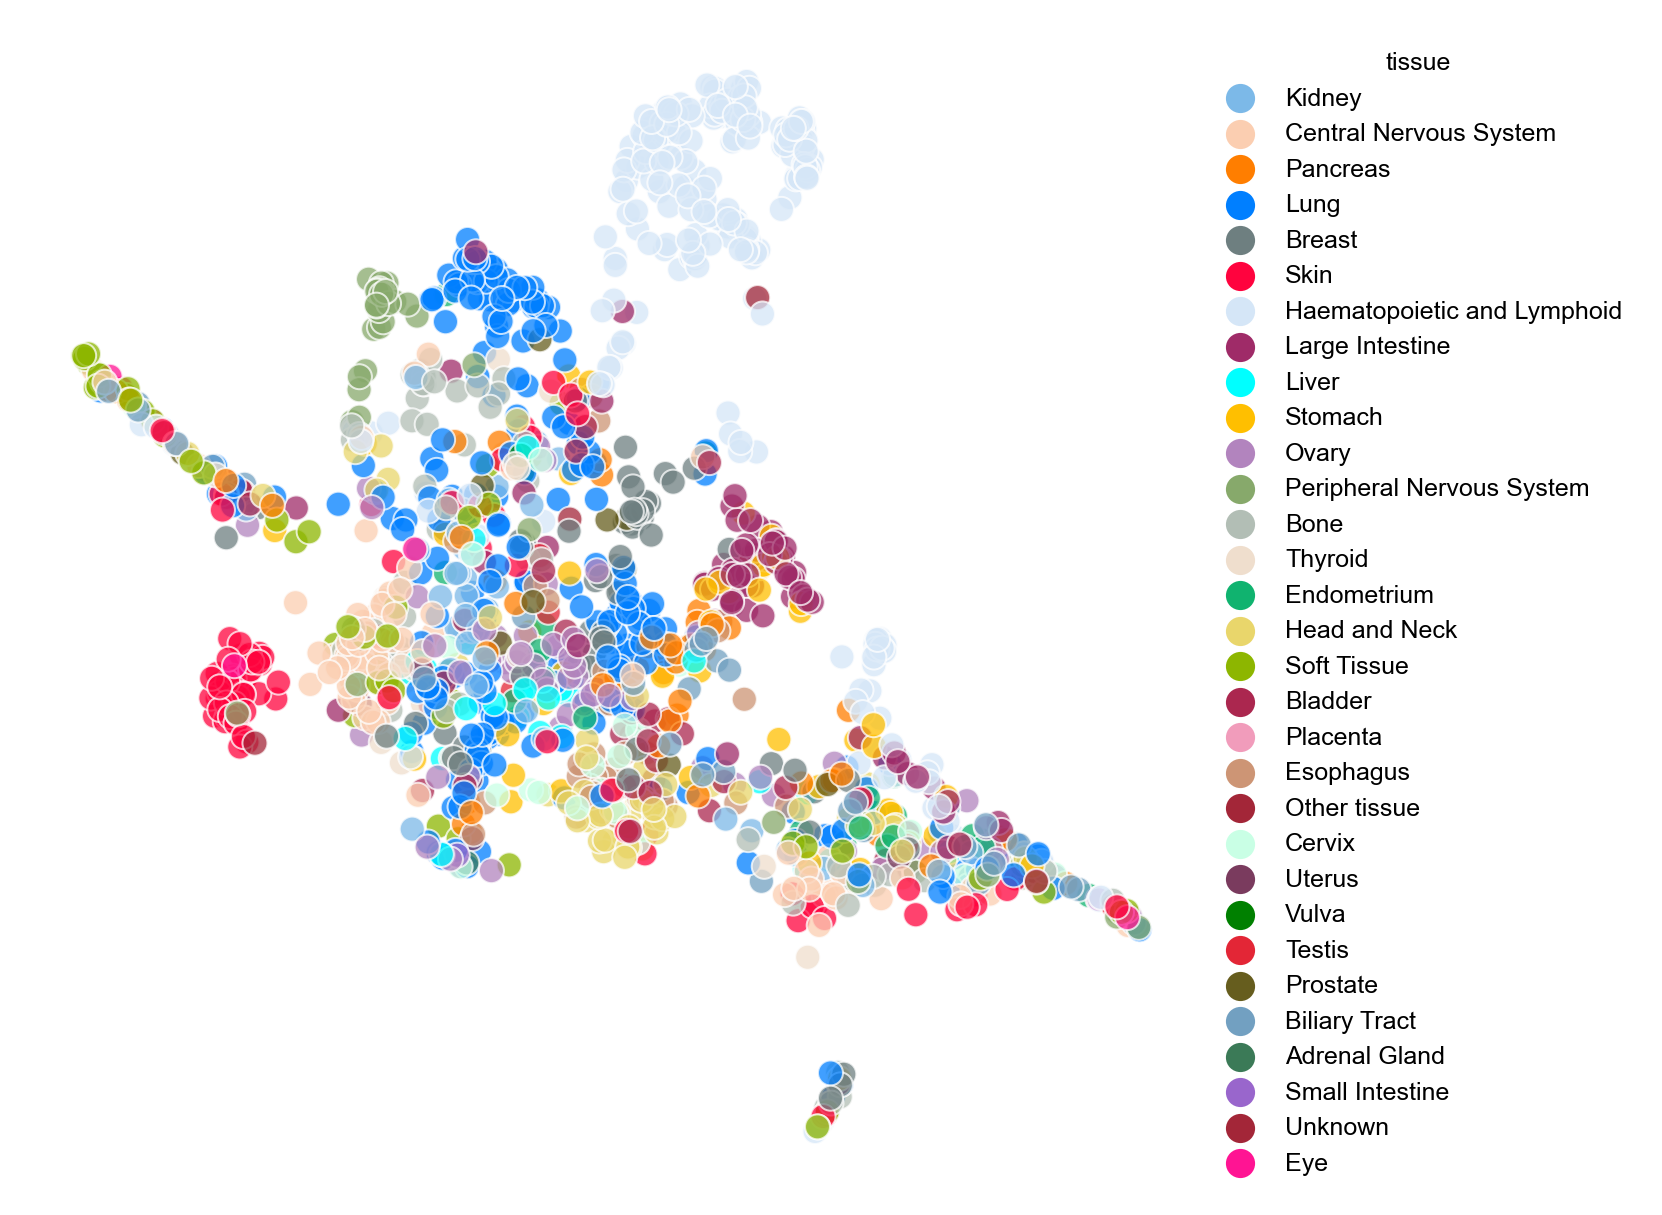 tissue
Kidney
Central Nervous System
Pancreas
Lung
Breast
Skin
Haematopoietic and Lymphoid
Large Intestine
Liver
Stomach
Ovary
Peripheral Nervous System
Bone
Thyroid
Endometrium
Head and Neck
Soft Tissue
Bladder
Placenta
Esophagus
Other tissue
Cervix
Uterus
Vulva
Testis
Prostate
Biliary Tract
Adrenal Gland
Small Intestine
Unknown
Eye